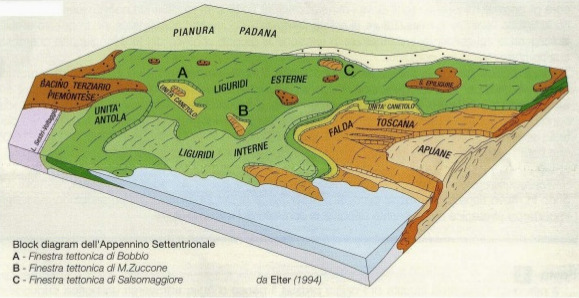 PIANURA PADANA
A
C
BACINO TERZIARIO
PIEMONTESE
UNITA' CANETOLO
LIGURIDI ESTERNE
S. EPILIGURE
B
UNITA'
ANTOLA
UNITA' CANETOLO
FALDA TOSCANA
LIGURIDI INTERNE
APUANE
Block diagram dell'Appennino Settentrionale
A - Finestra tettonica di Bobbio
B - Finestra tettonica di M.Zuccone
C - Finestra tettonica di Salsomaggiore
da Elter (1994)